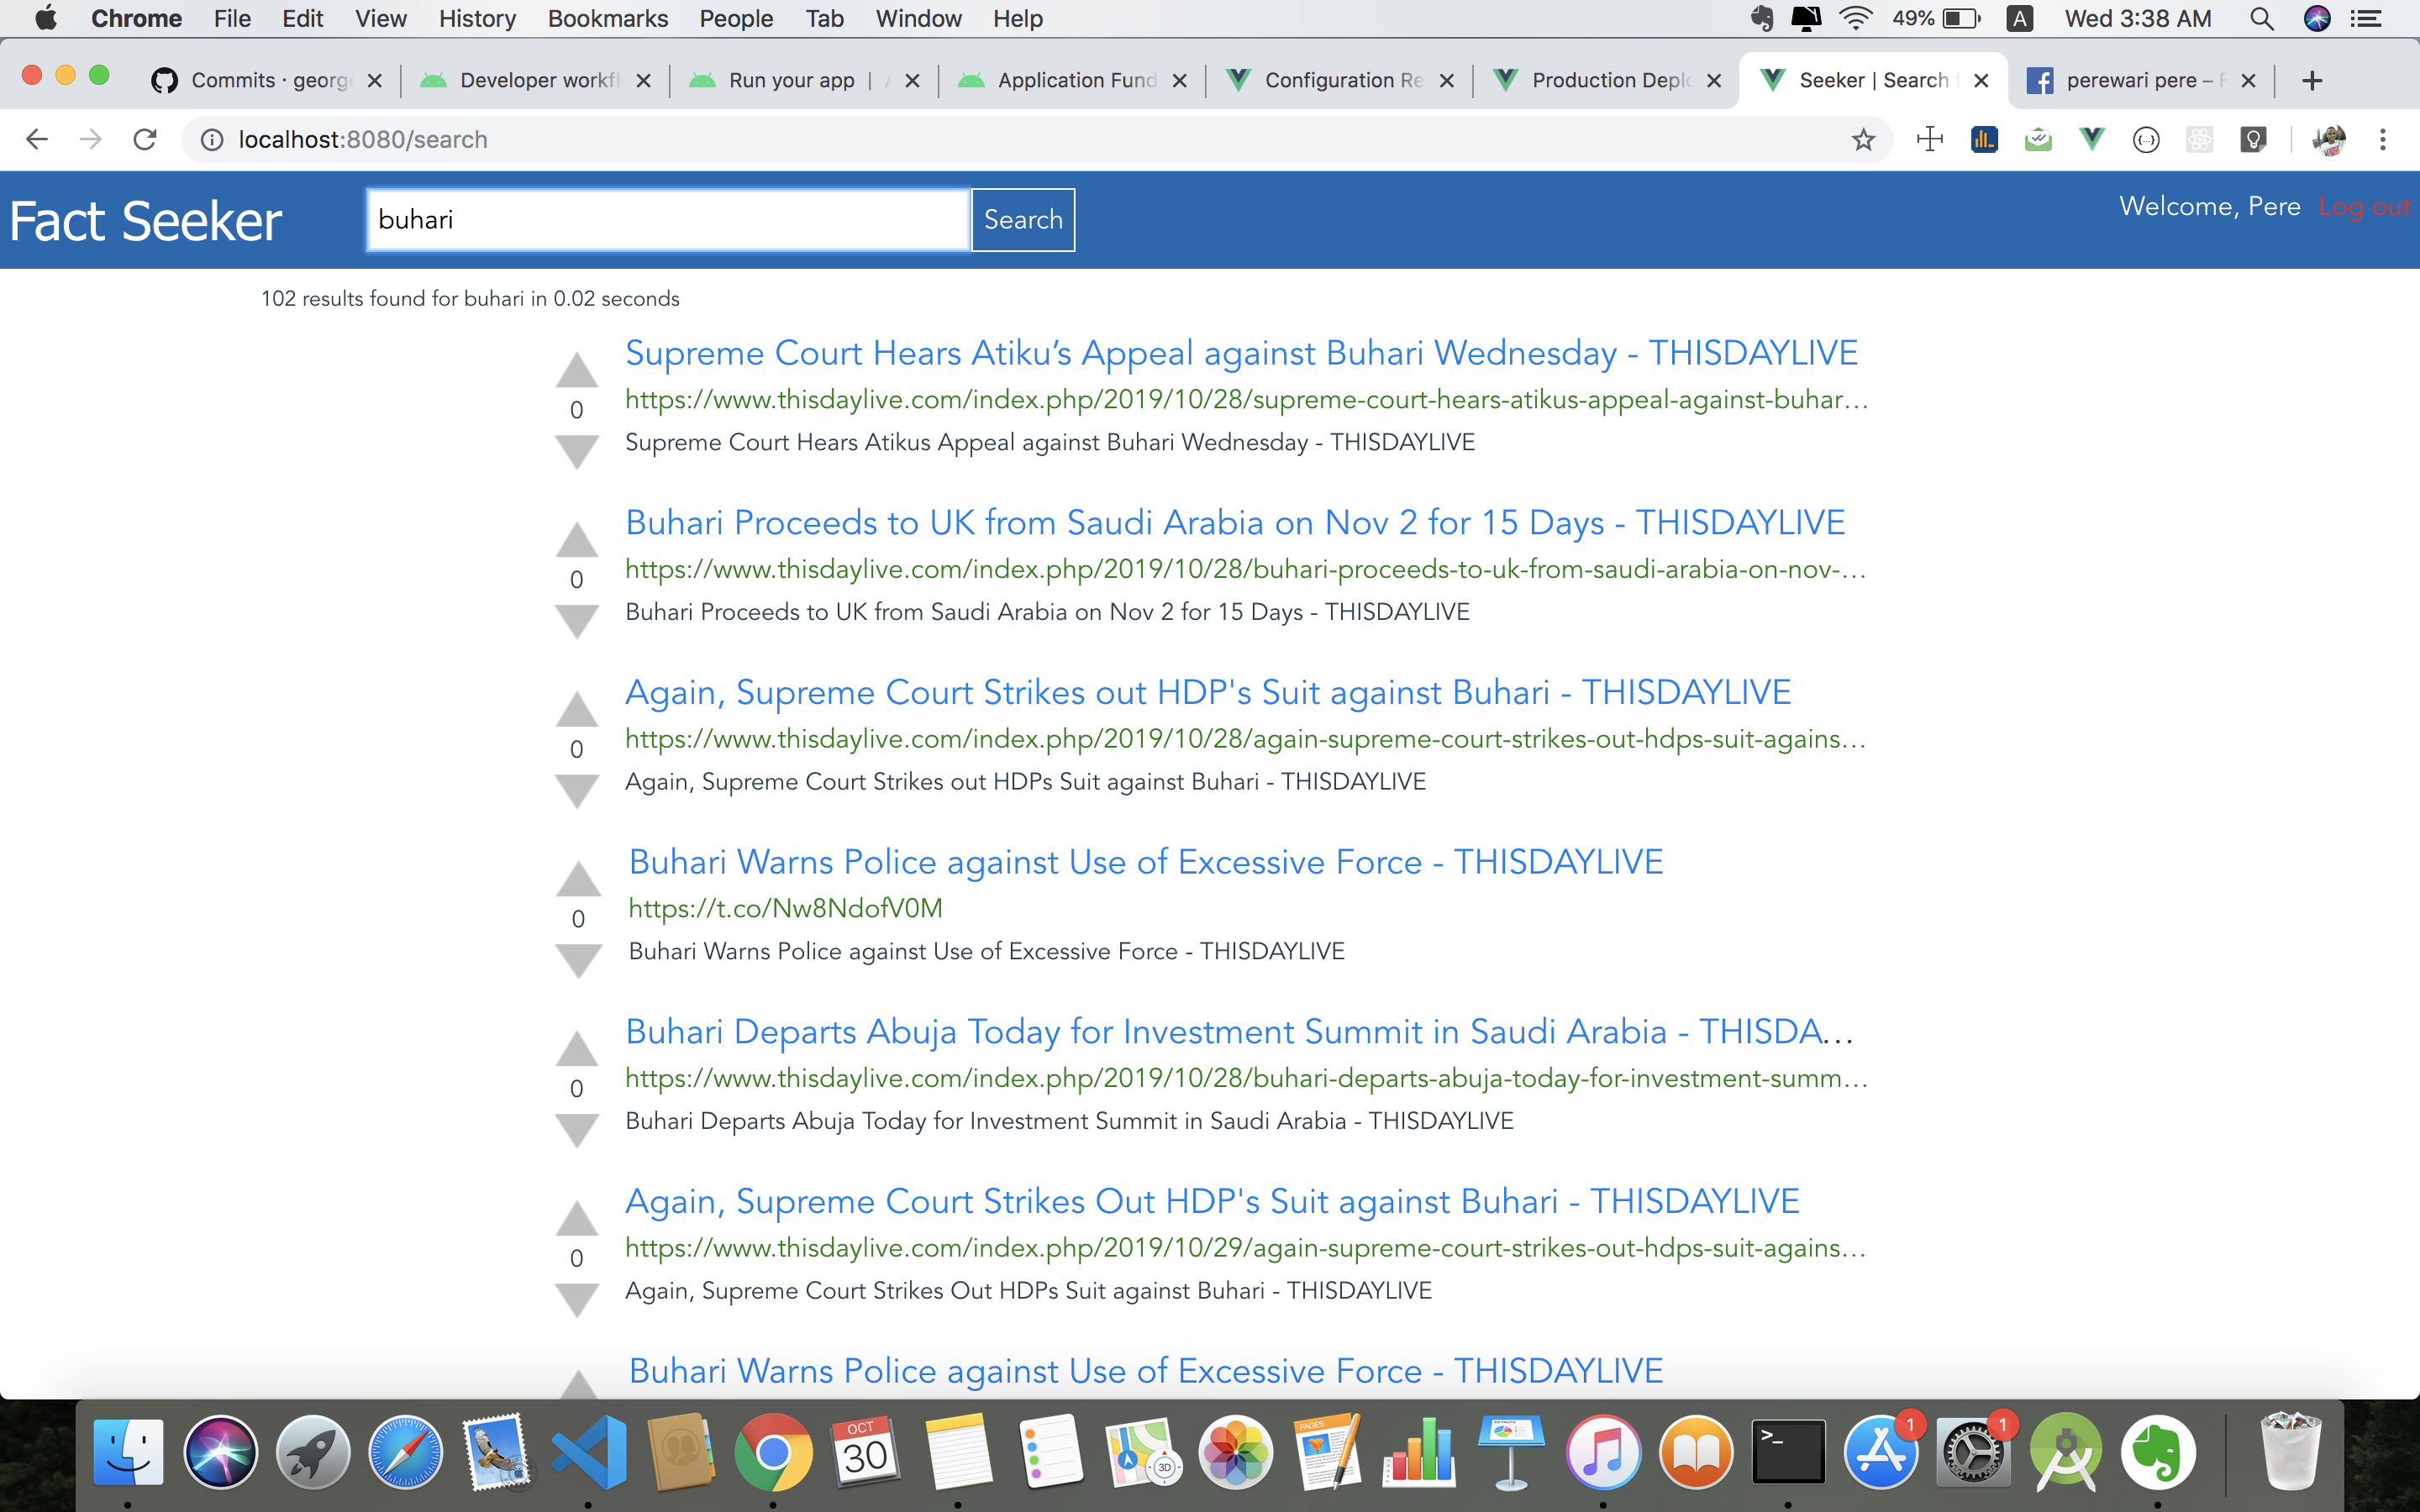 Chrome File Edit View History Bookmarks People Tab Window Help 49% A Wed 3:38 AM
Commits · georg Developer workfl Run your app | Application Fund Configuration Re Production Deplo Seeker | Search perewari pere –
localhost:8080/search
Fact Seeker buhari Search Welcome, Pere Log out
102 results found for buhari in 0.02 seconds
Supreme Court Hears Atiku’s Appeal against Buhari Wednesday - THISDAYLIVE
https://www.thisdaylive.com/index.php/2019/10/28/supreme-court-hears-atikus-appeal-against-buhar…
0
Supreme Court Hears Atikus Appeal against Buhari Wednesday - THISDAYLIVE
Buhari Proceeds to UK from Saudi Arabia on Nov 2 for 15 Days - THISDAYLIVE
https://www.thisdaylive.com/index.php/2019/10/28/buhari-proceeds-to-uk-from-saudi-arabia-on-nov-…
0
Buhari Proceeds to UK from Saudi Arabia on Nov 2 for 15 Days - THISDAYLIVE
Again, Supreme Court Strikes out HDP's Suit against Buhari - THISDAYLIVE
https://www.thisdaylive.com/index.php/2019/10/28/again-supreme-court-strikes-out-hdps-suit-agains…
0
Again, Supreme Court Strikes out HDPs Suit against Buhari - THISDAYLIVE
Buhari Warns Police against Use of Excessive Force - THISDAYLIVE
https://t.co/Nw8NdofV0M
0
Buhari Warns Police against Use of Excessive Force - THISDAYLIVE
Buhari Departs Abuja Today for Investment Summit in Saudi Arabia - THISDA…
https://www.thisdaylive.com/index.php/2019/10/28/buhari-departs-abuja-today-for-investment-summ…
0
Buhari Departs Abuja Today for Investment Summit in Saudi Arabia - THISDAYLIVE
Again, Supreme Court Strikes Out HDP's Suit against Buhari - THISDAYLIVE
https://www.thisdaylive.com/index.php/2019/10/29/again-supreme-court-strikes-out-hdps-suit-agains…
0
Again, Supreme Court Strikes Out HDPs Suit against Buhari - THISDAYLIVE
Buhari Warns Police against Use of Excessive Force - THISDAYLIVE
OCT 30 3D PAGES KEYNOTE >_ 1 1